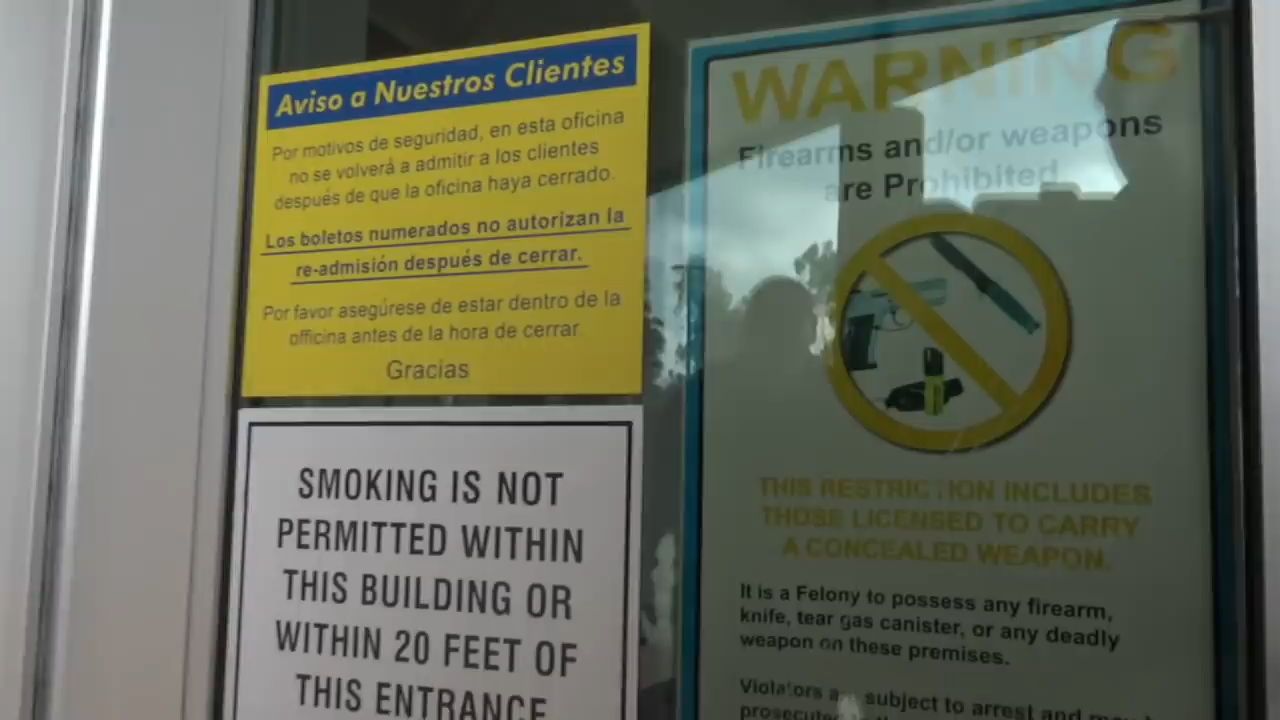 Aviso a Nuestros Clientes
Por motivos de seguridad, en esta oficina
no se volverá a admitir a los clientes
después de que la oficina haya cerrado.
Los boletos numerados no autorizan la
re-admisión después de cerrar.
Por favor asegúrese de estar dentro de la
officina antes de la hora de cerrar
Gracias
SMOKING IS NOT
PERMITTED WITHIN
THIS BUILDING OR
WITHIN 20 FEET OF
THIS ENTRANCE
WARNING
Firearms and/or weapons
are Prohibited
THIS RESTRICTION INCLUDES
THOSE LICENSED TO CARRY
A CONCEALED WEAPON.
It is a Felony to possess any firearm,
knife, tear gas canister, or any deadly
weapon on these premises.
Violators are subject to arrest and